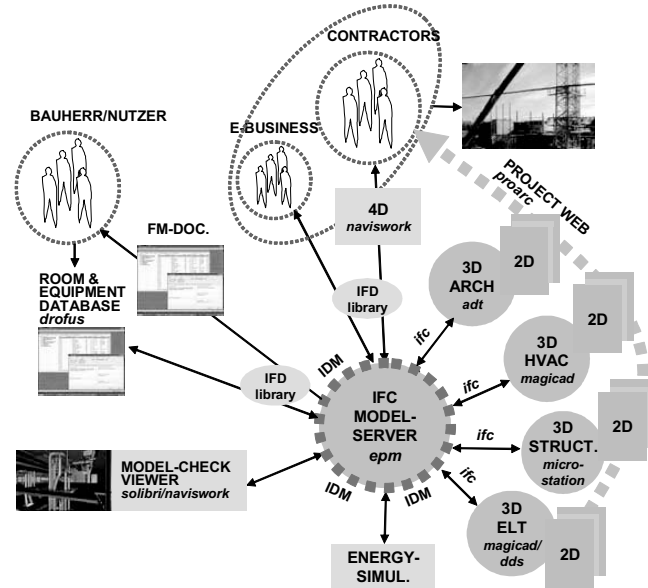 CONTRACTORS
BAUHERR/NUTZER
E-BUSINESS
PROJECT WEB
proarc
4D
naviswork
FM-DOC.
ROOM &
EQUIPMENT
DATABASE
drofus
IFD
library
IFD
library
3D
ARCH
adt
2D
3D
HVAC
magicad
2D
3D
STRUCT.
micro-
station
2D
3D
ELT
magicad/
dds
2D
ifc
ifc
ifc
ifc
IDM
IDM
IDM
IFC
MODEL-
SERVER
epm
MODEL-CHECK
VIEWER
solibri/naviswork
ENERGY-
SIMUL.